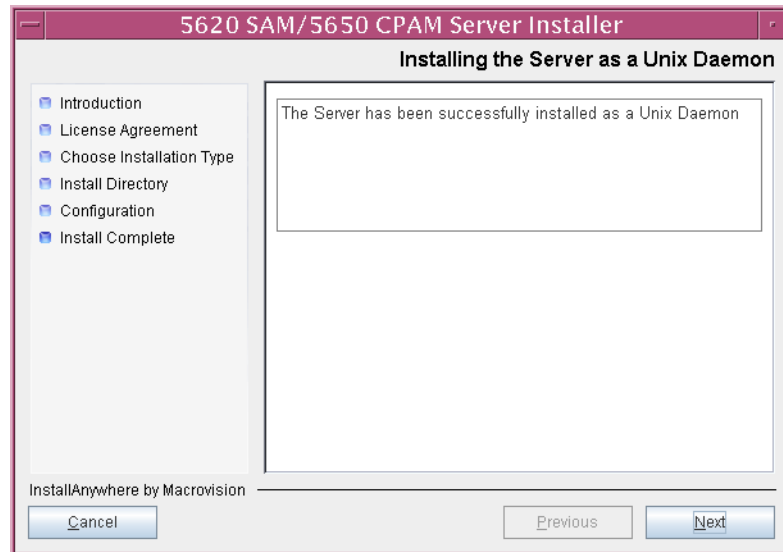 5620 SAM/5650 CPAM Server Installer
Installing the Server as a Unix Daemon
Introduction
License Agreement
Choose Installation Type
Install Directory
Configuration
Install Complete
The Server has been successfully installed as a Unix Daemon
InstallAnywhere by Macrovision
Cancel
Previous
Next